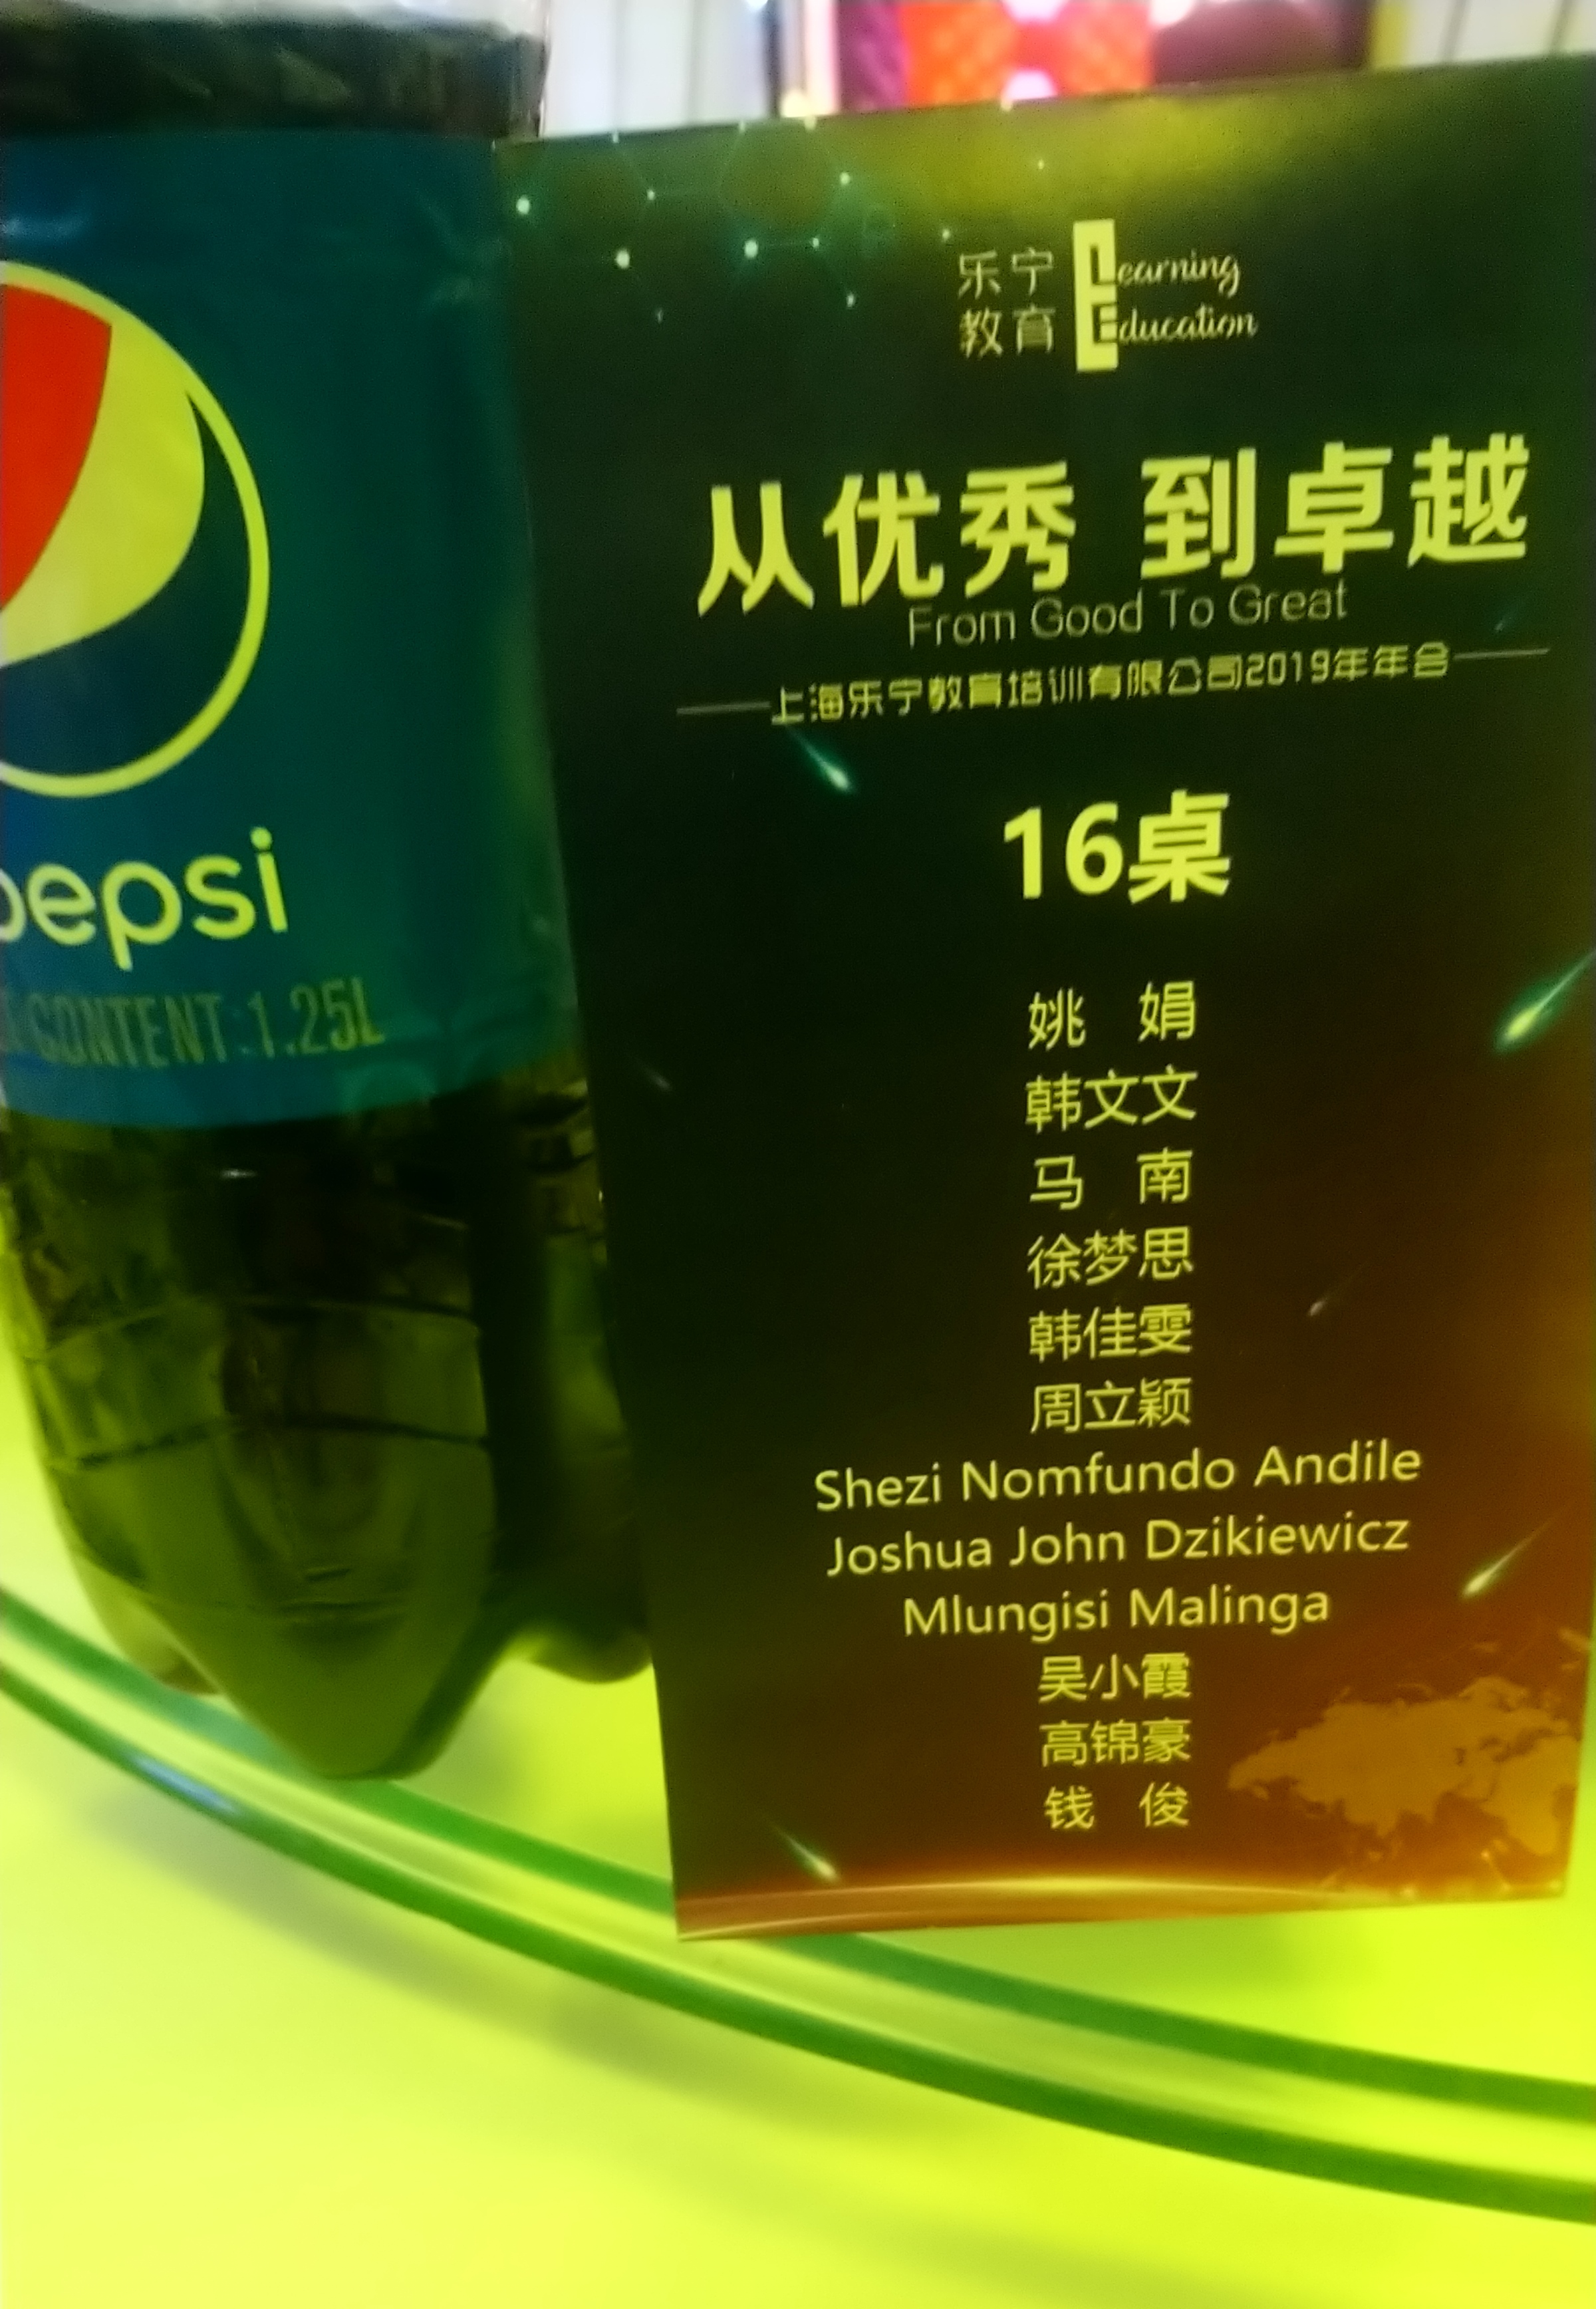 pepsi
CONTENT:1.25L
乐宁 Learning
教育 Education
从优秀 到卓越
From Good To Great
上海乐宁教育培训有限公司2019年年会
16桌
姚 娟
韩文文
马 南
徐梦思
韩佳雯
周立颖
Shezi Nomfundo Andile
Joshua John Dzikiewicz
Mlungisi Malinga
吴小霞
高锦豪
钱 俊